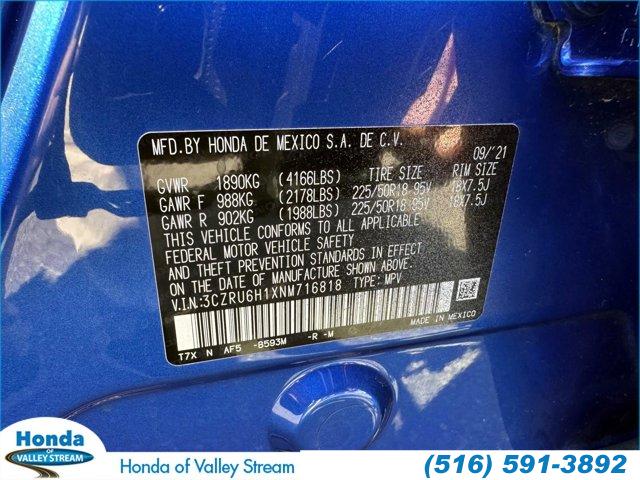 MFD.BY HONDA DE MEXICO S.A. DE C.V.
09/'21
GVWR 1890KG (4166LBS) TIRE SIZE RIM SIZE
GAWR F 988KG (2178LBS) 225/50R18 95V 18X7.5J
GAWR R 902KG (1988LBS) 225/50R18 95V 18X7.5J
THIS VEHICLE CONFORMS TO ALL APPLICABLE
FEDERAL MOTOR VEHICLE SAFETY
AND THEFT PREVENTION STANDARDS IN EFFECT
ON THE DATE OF MANUFACTURE SHOWN ABOVE.
V.I.N:3CZRU6H1XNM716818 TYPE: MPV
MADE IN MEXICO
T7X N AF5 -B593M -R -M
Honda
OF
VALLEY STREAM
Honda of Valley Stream
(516) 591-3892